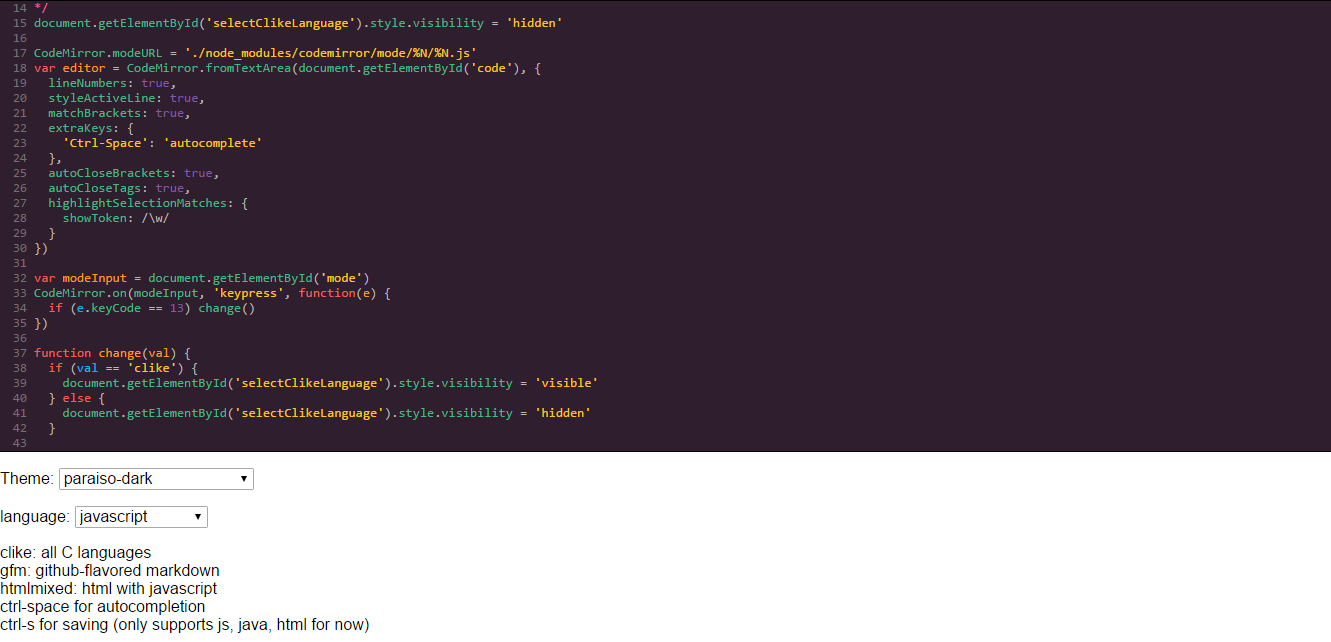 14 */
15 document.getElementById('selectClikeLanguage').style.visibility = 'hidden'
16
17 CodeMirror.modeURL = './node_modules/codemirror/mode/%N/%N.js'
18 var editor = CodeMirror.fromTextArea(document.getElementById('code'), {
19   lineNumbers: true,
20   styleActiveLine: true,
21   matchBrackets: true,
22   extraKeys: {
23     'Ctrl-Space': 'autocomplete'
24   },
25   autoCloseBrackets: true,
26   autoCloseTags: true,
27   highlightSelectionMatches: {
28     showToken: /\w/
29   }
30 })
31
32 var modeInput = document.getElementById('mode')
33 CodeMirror.on(modeInput, 'keypress', function(e) {
34   if (e.keyCode == 13) change()
35 })
36
37 function change(val) {
38   if (val == 'clike') {
39     document.getElementById('selectClikeLanguage').style.visibility = 'visible'
40   } else {
41     document.getElementById('selectClikeLanguage').style.visibility = 'hidden'
42   }
43
Theme: paraiso-dark
language: javascript
clike: all C languages
gfm: github-flavored markdown
htmlmixed: html with javascript
ctrl-space for autocompletion
ctrl-s for saving (only supports js, java, html for now)